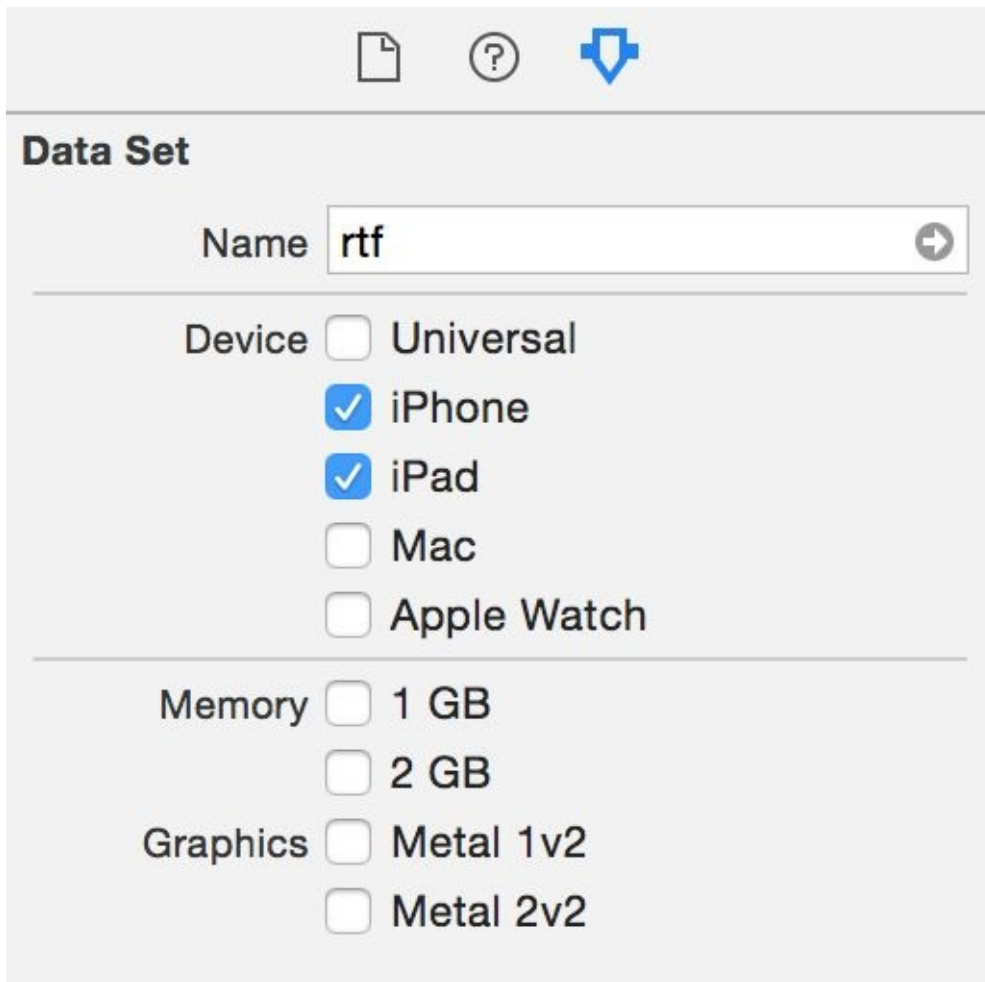 Data Set
Name rtf
Device Universal
iPhone
iPad
Mac
Apple Watch
Memory 1 GB
2 GB
Graphics Metal 1v2
Metal 2v2